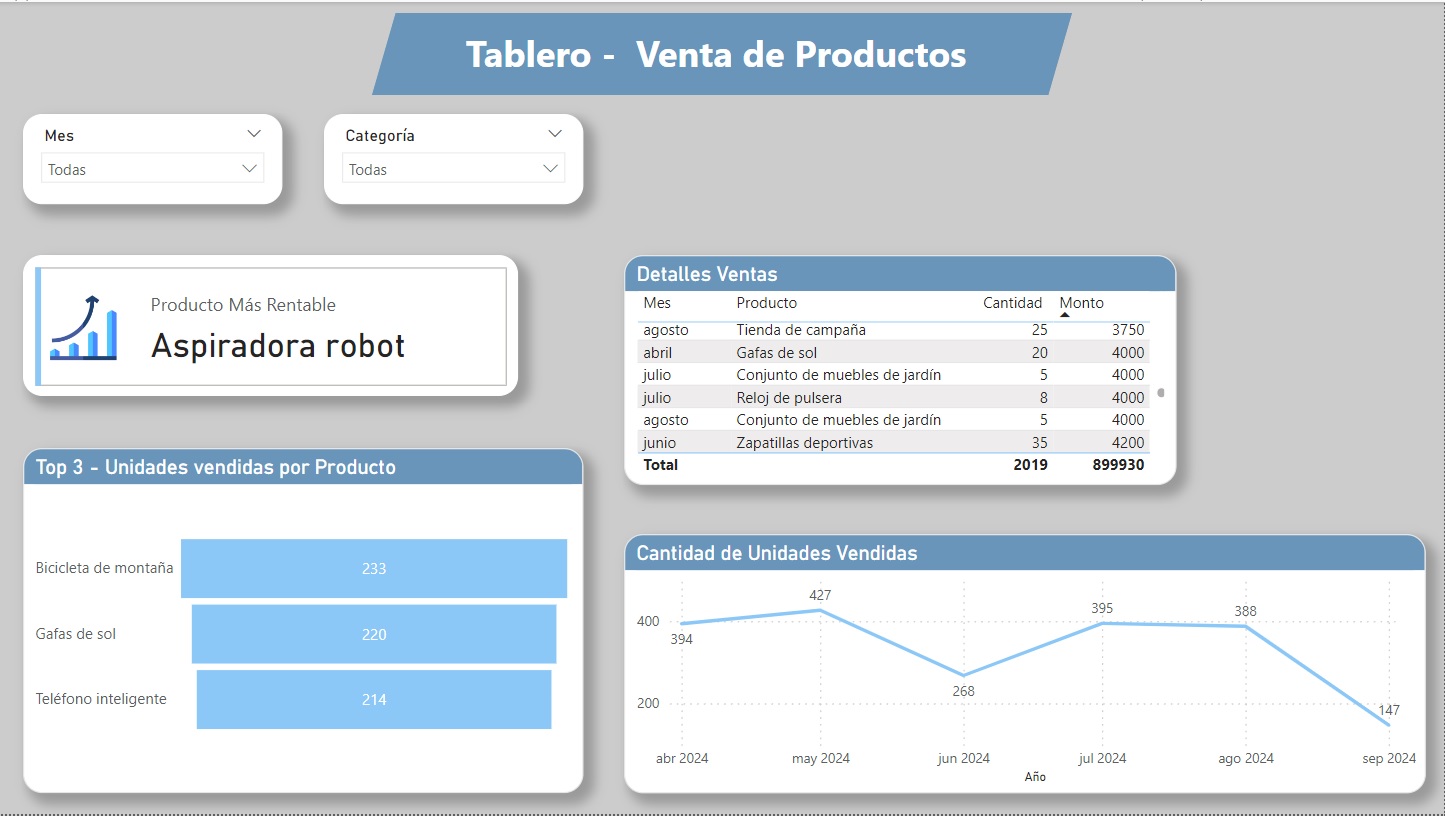 Tablero - Venta de Productos
Mes
Todas
Categoría
Todas
Producto Más Rentable
Aspiradora robot
Detalles Ventas
Mes Producto Cantidad Monto
agosto Tienda de campaña 25 3750
abril Gafas de sol 20 4000
julio Conjunto de muebles de jardín 5 4000
julio Reloj de pulsera 8 4000
agosto Conjunto de muebles de jardín 5 4000
junio Zapatillas deportivas 35 4200
Total 2019 899930
Top 3 - Unidades vendidas por Producto
Bicicleta de montaña 233
Gafas de sol 220
Teléfono inteligente 214
Cantidad de Unidades Vendidas
400
200
394
427
268
395
388
147
abr 2024 may 2024 jun 2024 jul 2024 ago 2024 sep 2024
Año